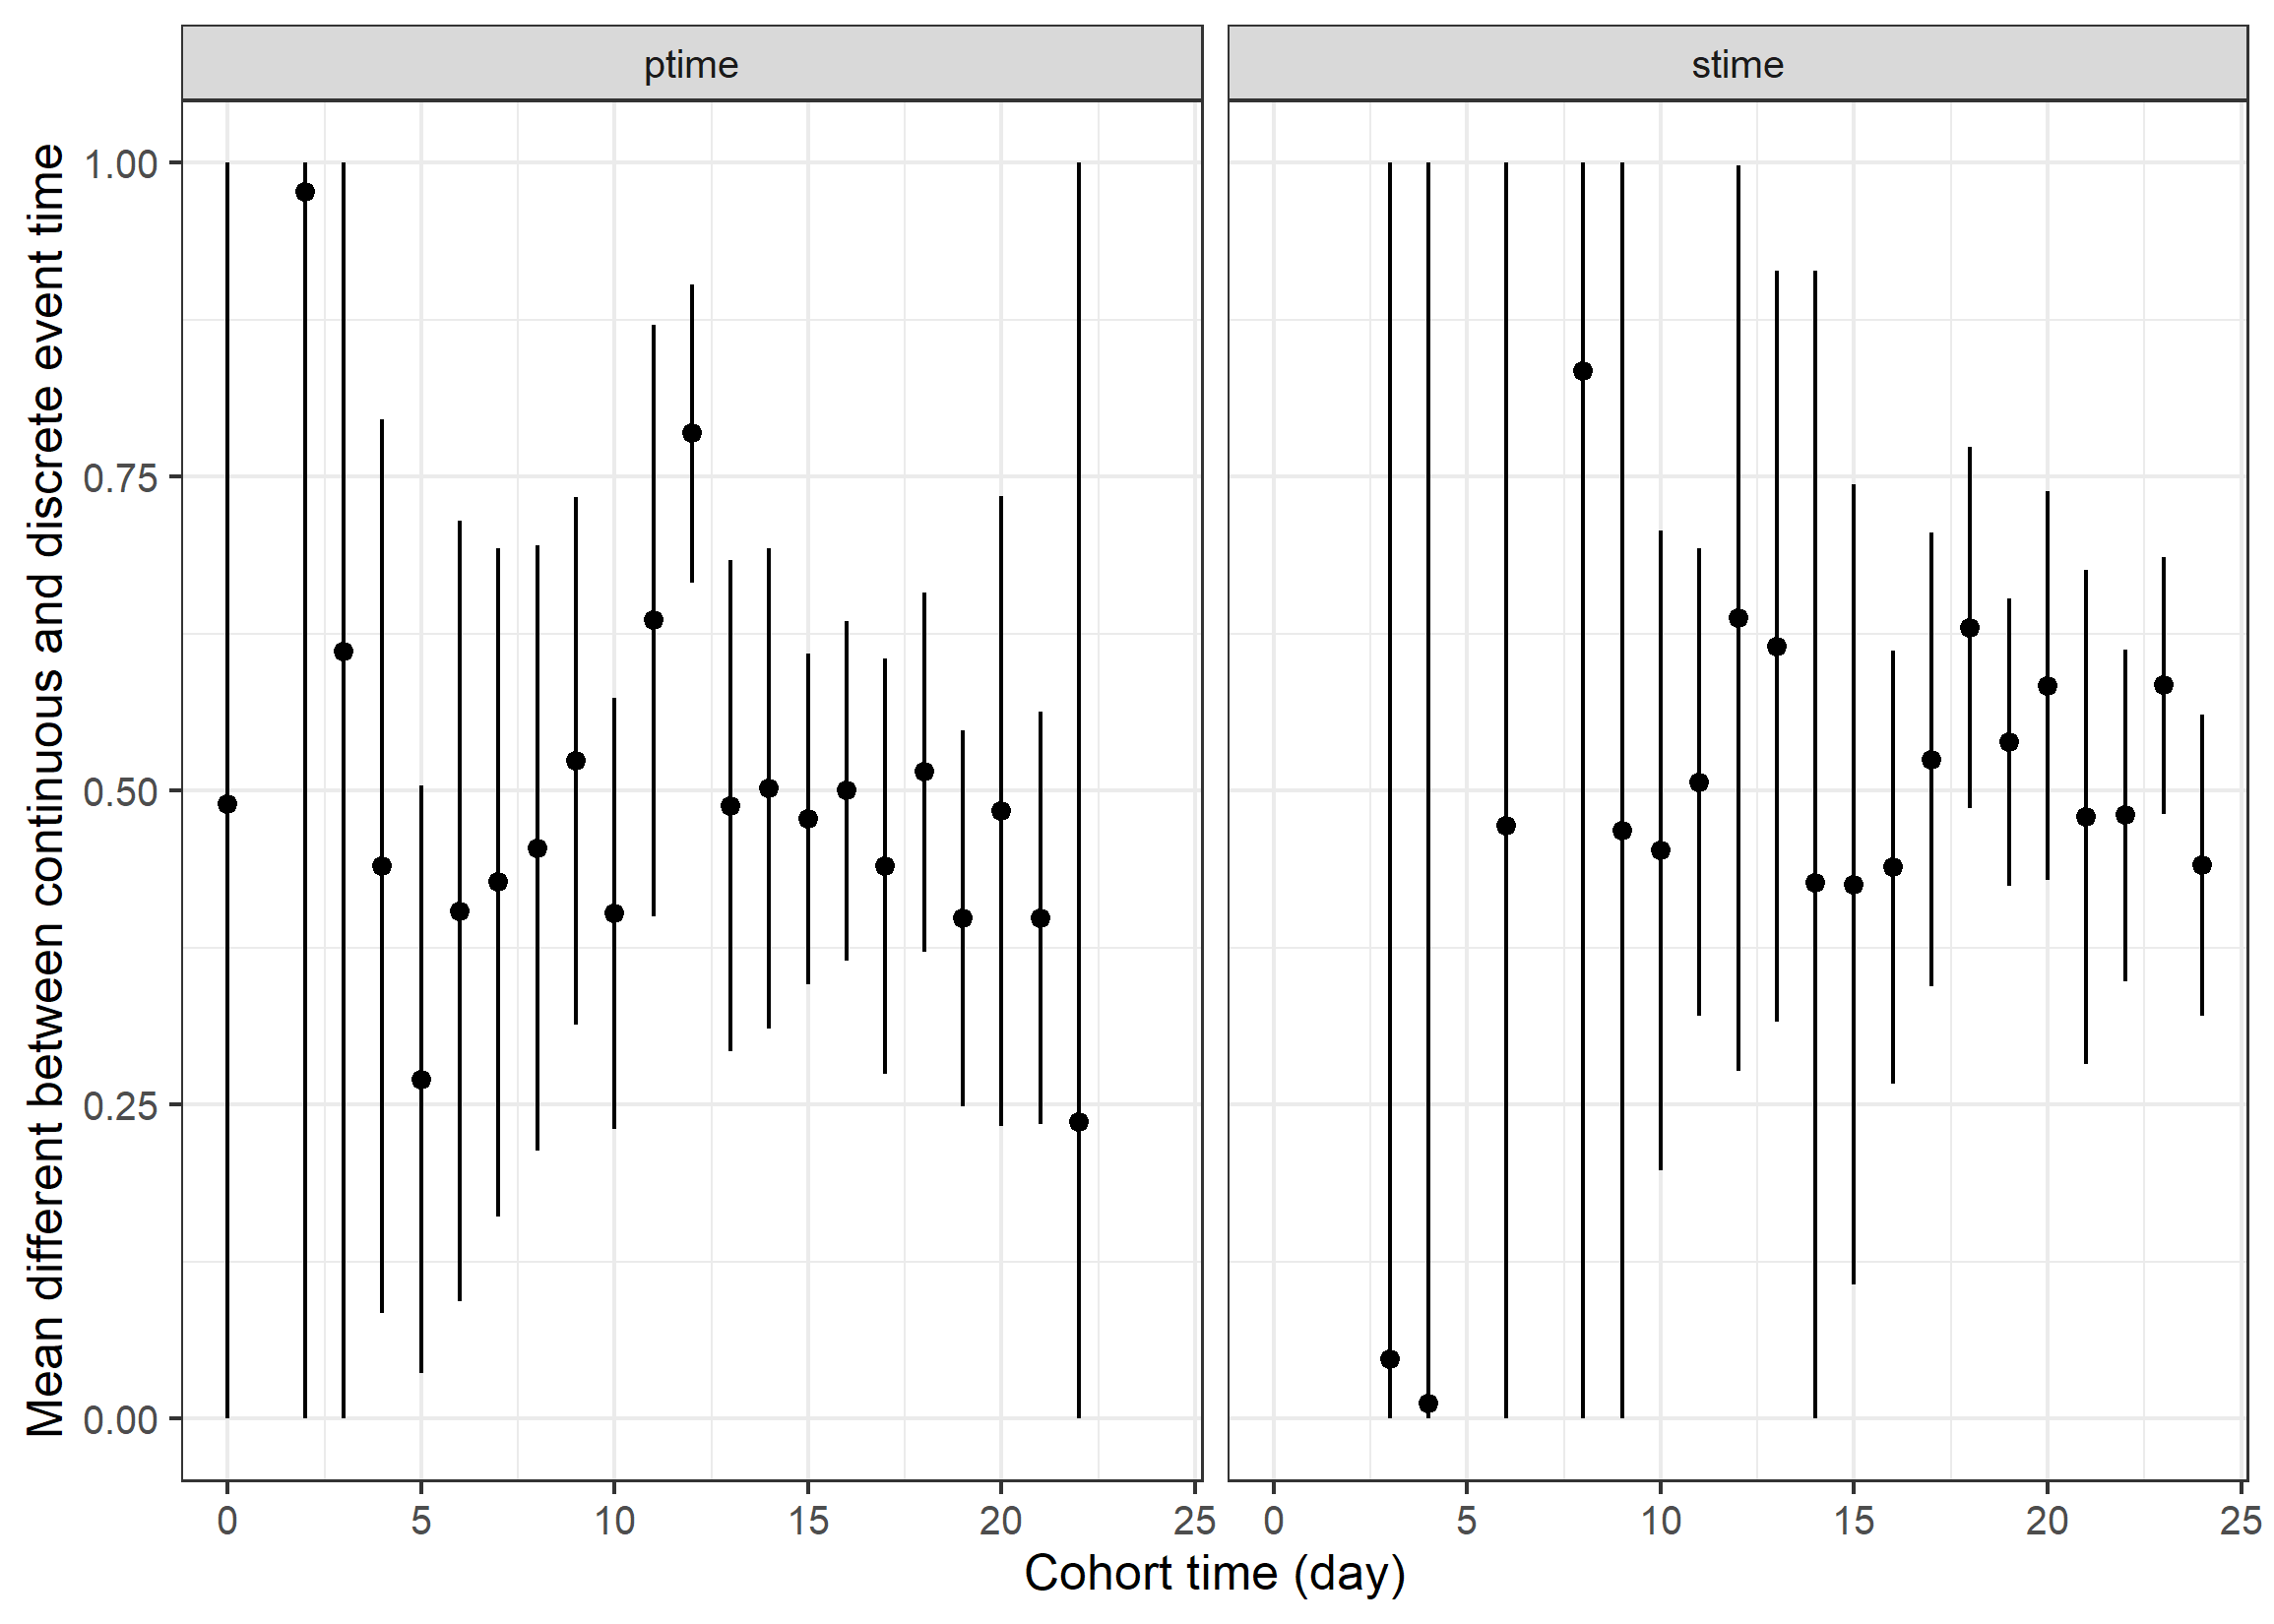 ptime
stime
Mean different between continuous and discrete event time
1.00
0.75
0.50
0.25
0.00
0 5 10 15 20 25
0 5 10 15 20 25
Cohort time (day)